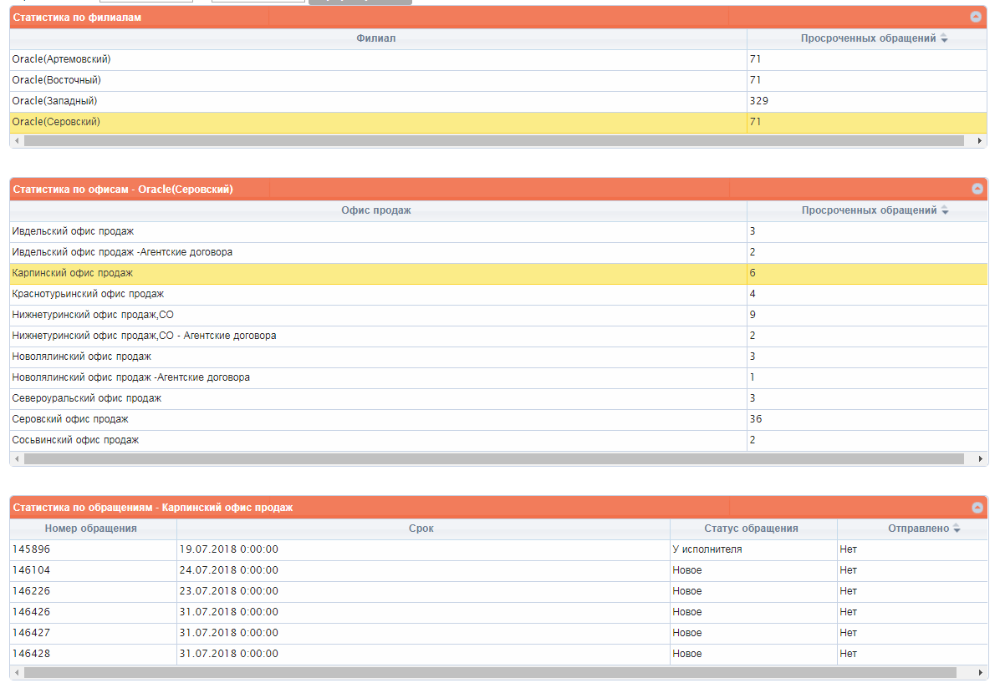 Статистика по филиалам
Филиал Просроченных обращений
Oracle(Артемовский) 71
Oracle(Восточный) 71
Oracle(Западный) 329
Oracle(Серовский) 71
Статистика по офисам - Oracle(Серовский)
Офис продаж Просроченных обращений
Ивдельский офис продаж 3
Ивдельский офис продаж -Агентские договора 2
Карпинский офис продаж 6
Краснотурьинский офис продаж 4
Нижнетуринский офис продаж,СО 9
Нижнетуринский офис продаж,СО - Агентские договора 2
Новолялинский офис продаж 3
Новолялинский офис продаж -Агентские договора 1
Североуральский офис продаж 3
Серовский офис продаж 36
Сосьвинский офис продаж 2
Статистика по обращениям - Карпинский офис продаж
Номер обращения Срок Статус обращения Отправлено
145896 19.07.2018 0:00:00 У исполнителя Нет
146104 24.07.2018 0:00:00 Новое Нет
146226 23.07.2018 0:00:00 Новое Нет
146426 31.07.2018 0:00:00 Новое Нет
146427 31.07.2018 0:00:00 Новое Нет
146428 31.07.2018 0:00:00 Новое Нет